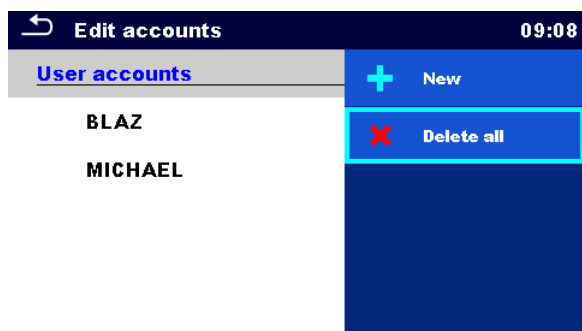 Edit accounts 09:08
User accounts
New
BLAZ
Delete all
MICHAEL